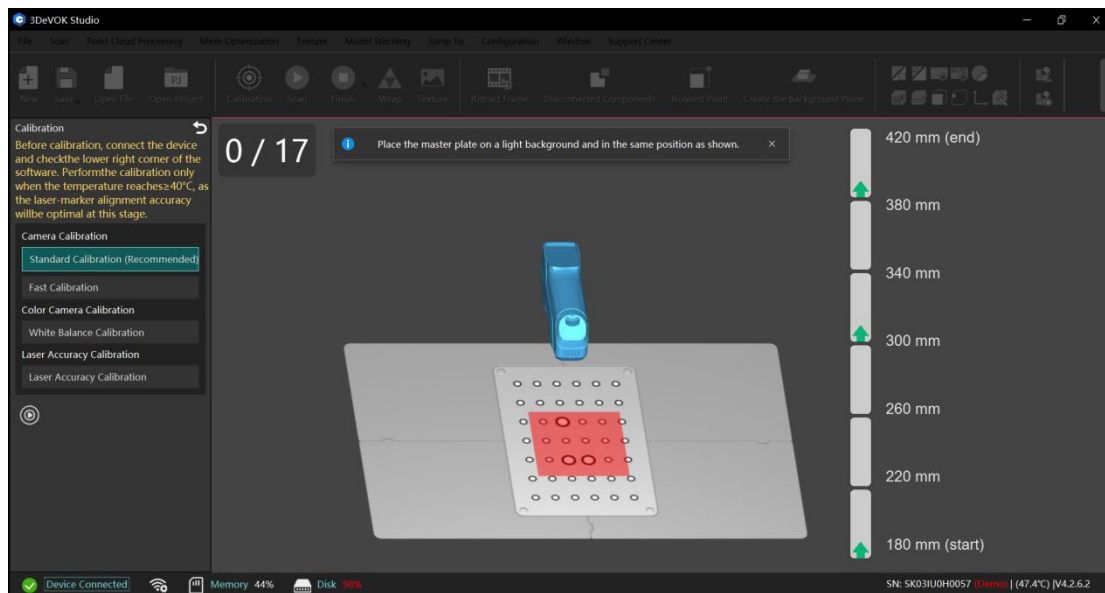 3DeVOK Studio
File Scan Point Cloud Processing Mesh Optimization Texture Model Stitching Jump To Configuration Window Support Center
PJ
New Save Open File Open Project Calibration Scan Finish Wrap Texture Retract Frame Disconnected Components Isolated Point Create the Background Plane
Calibration
Before calibration, connect the device
and checkthe lower right corner of the
software. Performthe calibration only
when the temperature reaches≥40°C, as
the laser-marker alignment accuracy
willbe optimal at this stage.
Camera Calibration
Standard Calibration (Recommended)
Fast Calibration
Color Camera Calibration
White Balance Calibration
Laser Accuracy Calibration
Laser Accuracy Calibration
0 / 17
Place the master plate on a light background and in the same position as shown.
420 mm (end)
380 mm
340 mm
300 mm
260 mm
220 mm
180 mm (start)
Device Connected Memory 44% Disk 98% SN: SK03IU0H0057 (Demo) | (47.4°C) |V4.2.6.2